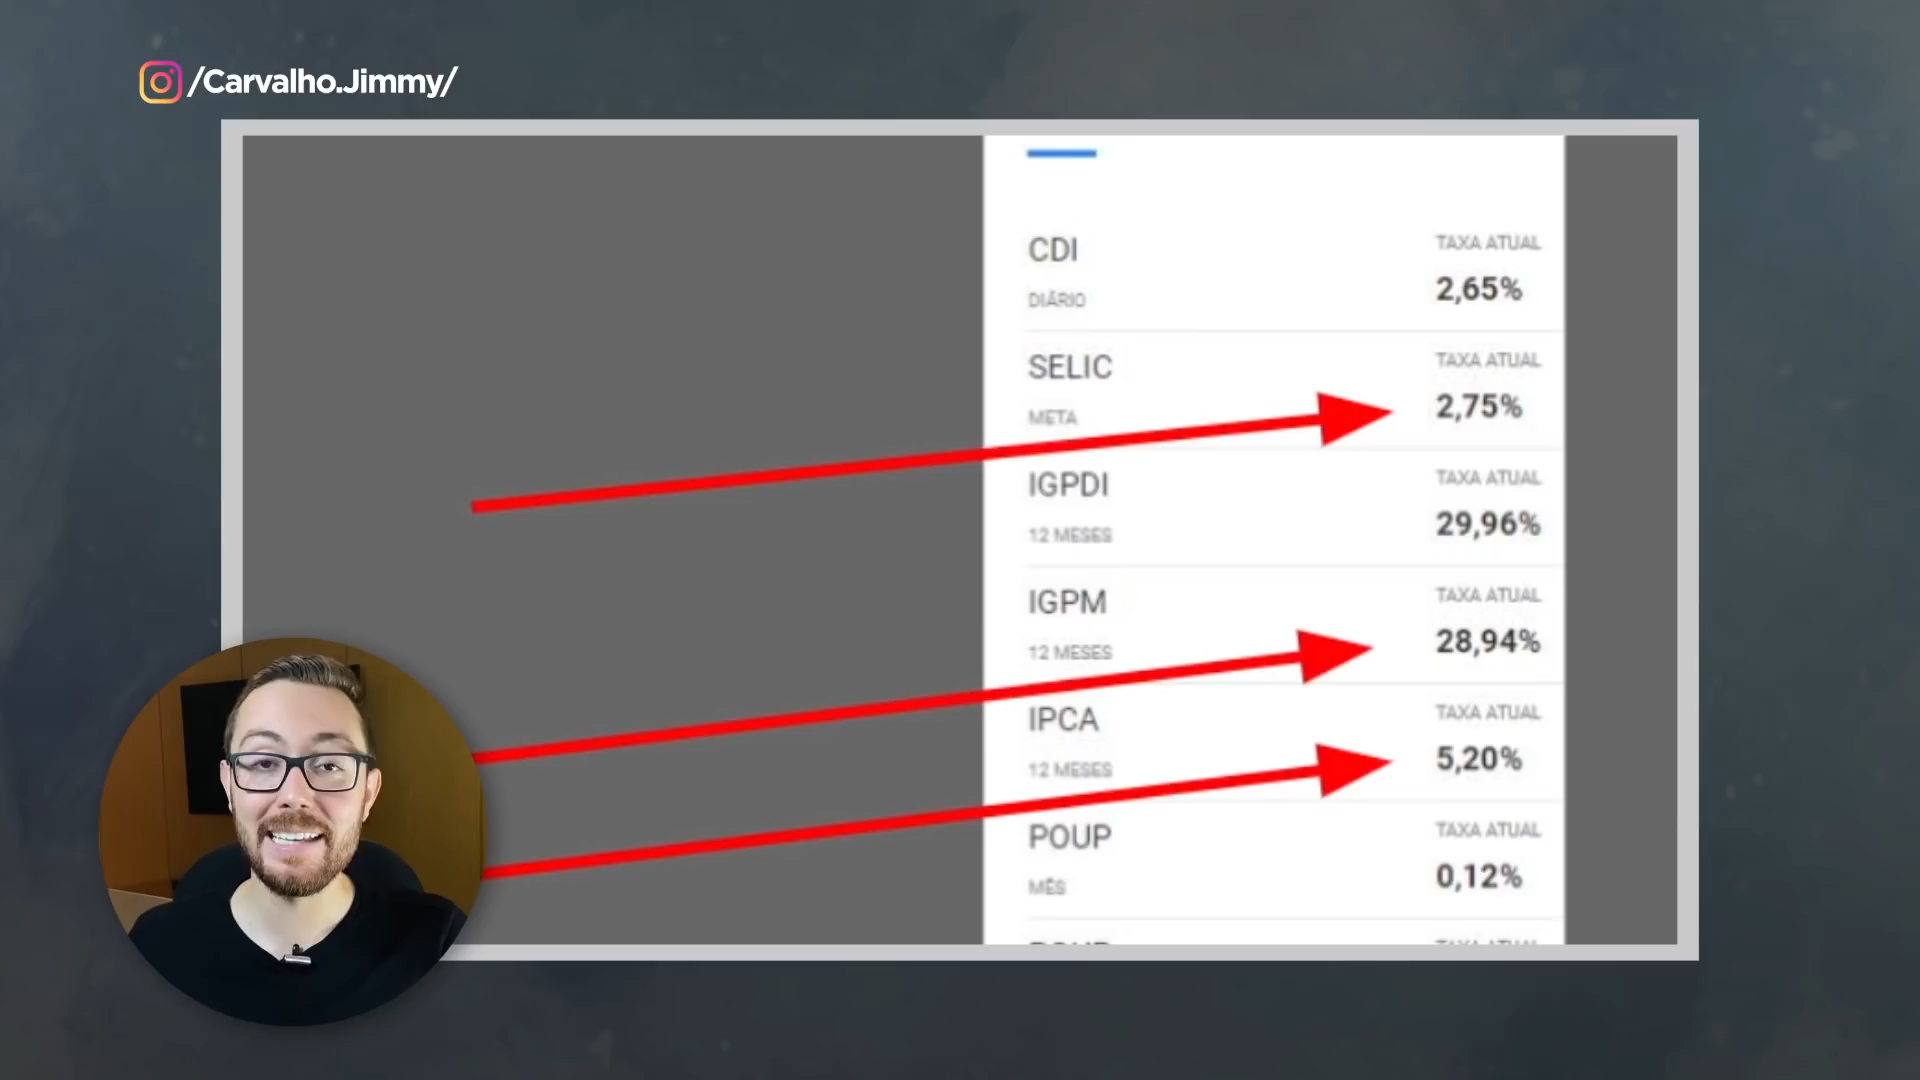 /Carvalho.Jimmy/
CDI
TAXA ATUAL
DIÁRIO
2,65%
SELIC
TAXA ATUAL
META
2,75%
IGPDI
TAXA ATUAL
12 MESES
29,96%
IGPM
TAXA ATUAL
12 MESES
28,94%
IPCA
TAXA ATUAL
12 MESES
5,20%
POUP
TAXA ATUAL
MÊS
0,12%